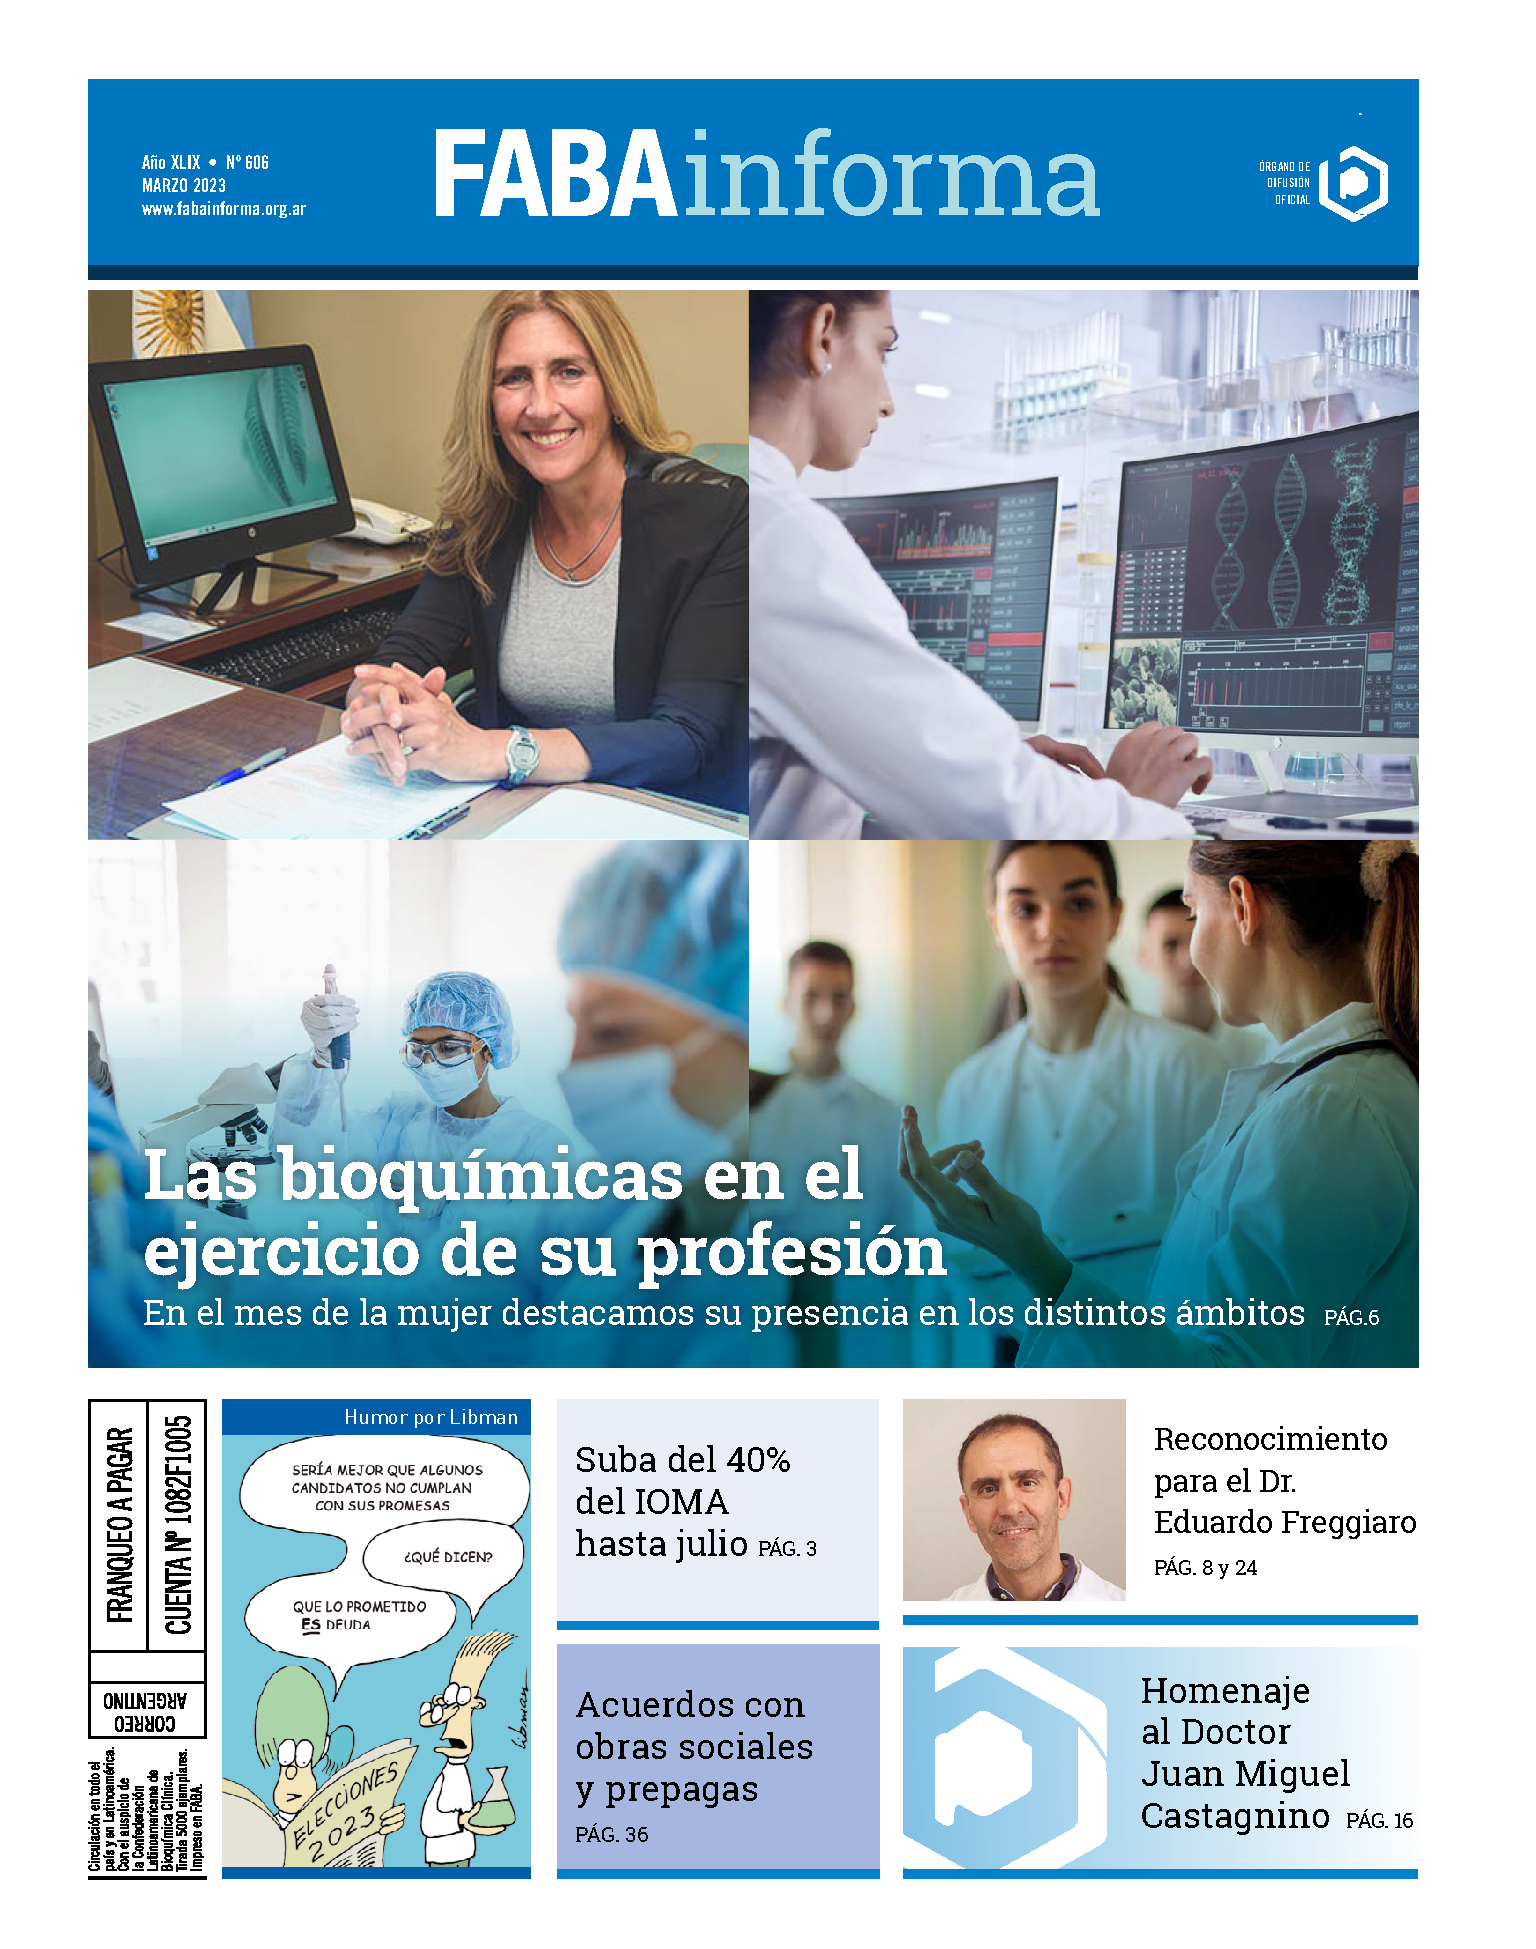 Año XLIX • Nº 606
MARZO 2023
www.fabainforma.org.ar
FABAinforma
ÓRGANO DE
DIFUSIÓN
OFICIAL
Las bioquímicas en el
ejercicio de su profesión
En el mes de la mujer destacamos su presencia en los distintos ámbitos PÁG.6
FRANQUEO A PAGAR
CUENTA Nº 1082F1005
CORREO
ARGENTINO
Circulación en todo el
país y en Latinoamérica.
Con el auspicio de
la Confederación
Latinoamericana de
Bioquímica Clínica.
Tirada 5000 ejemplares.
Impreso en FABA.
Humor por Libman
SERÍA MEJOR QUE ALGUNOS
CANDIDATOS NO CUMPLAN
CON SUS PROMESAS
¿QUÉ DICEN?
QUE LO PROMETIDO
ES DEUDA
Libman
ELECCIONES
2023
Suba del 40%
del IOMA
hasta julio PÁG. 3
Acuerdos con
obras sociales
y prepagas
PÁG. 36
Reconocimiento
para el Dr.
Eduardo Freggiaro
PÁG. 8 y 24
Homenaje
al Doctor
Juan Miguel
Castagnino PÁG. 16